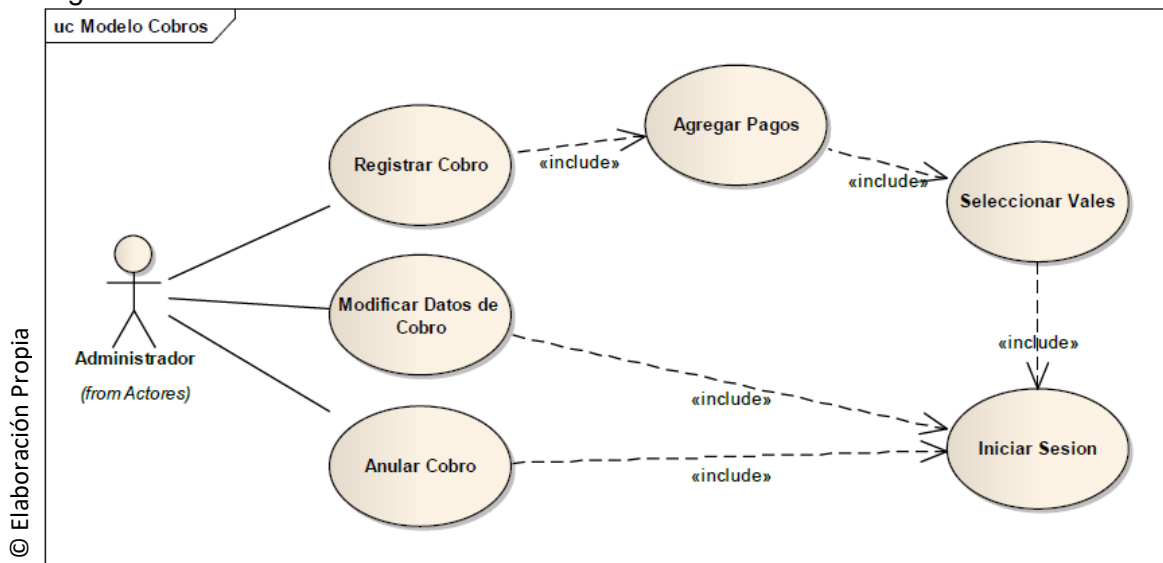 uc Modelo Cobros
Agregar Pagos
Registrar Cobro
«include»
«include»
Seleccionar Vales
Modificar Datos de
Cobro
Administrador
(from Actores)
«include»
«include»
Anular Cobro
Iniciar Sesion
«include»
© Elaboración Propia